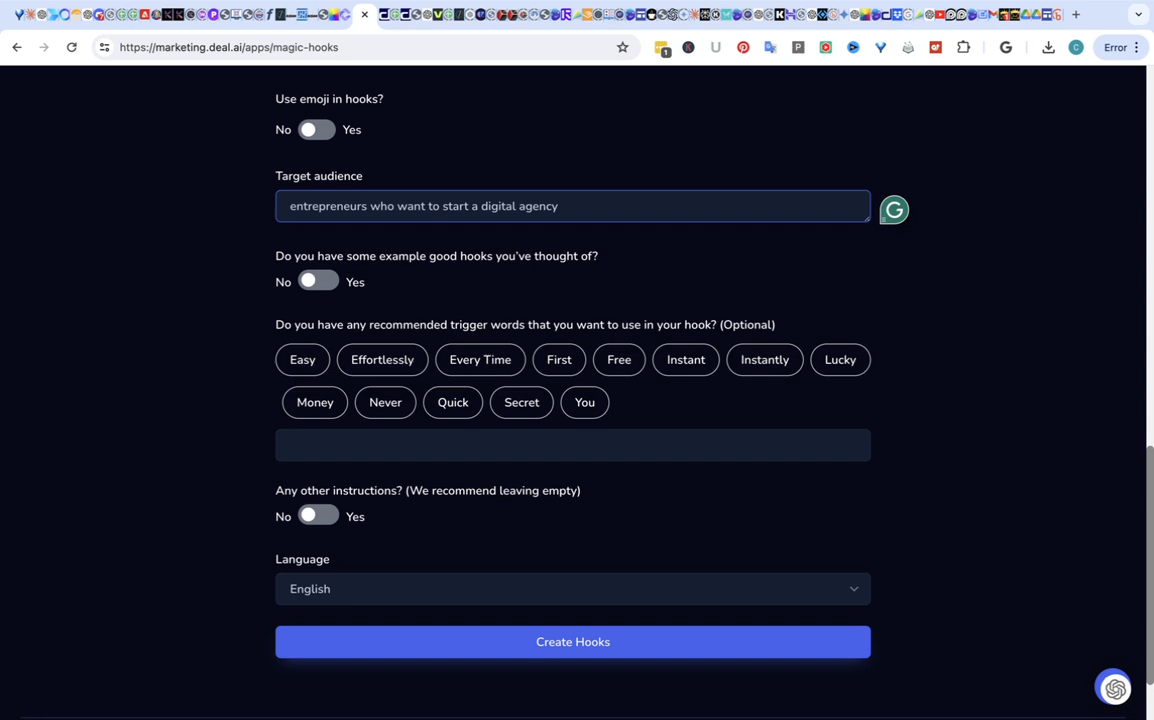 https://marketing.deal.ai/apps/magic-hooks
1
G
Error
Use emoji in hooks?
No Yes
Target audience
entrepreneurs who want to start a digital agency
Do you have some example good hooks you've thought of?
No Yes
Do you have any recommended trigger words that you want to use in your hook? (Optional)
Easy Effortlessly Every Time First Free Instant Instantly Lucky
Money Never Quick Secret You
Any other instructions? (We recommend leaving empty)
No Yes
Language
English
Create Hooks